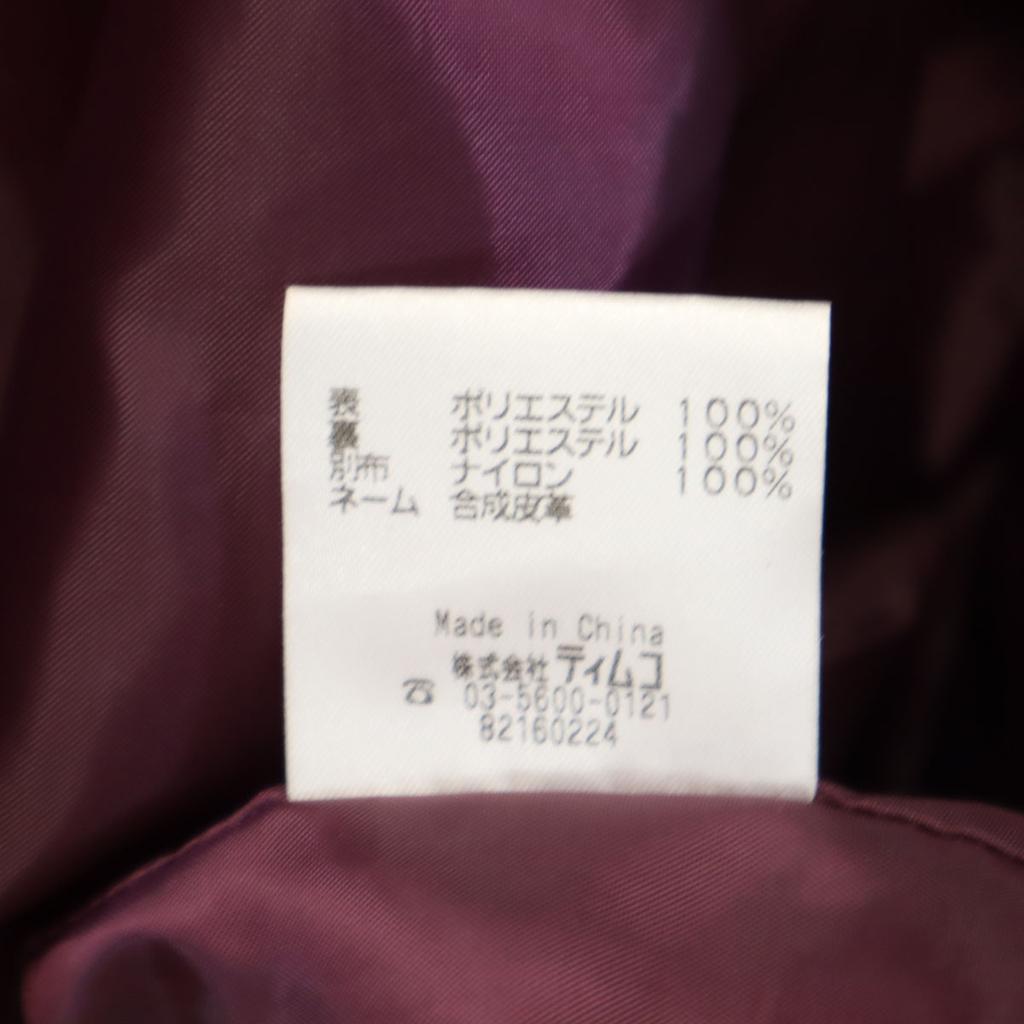 表 ポリエステル 100%
裏 ポリエステル 100%
別布 ナイロン 100%
ネーム 合成皮革
Made in China
株式会社 ティムコ
☎ 03-5600-0121
82160224